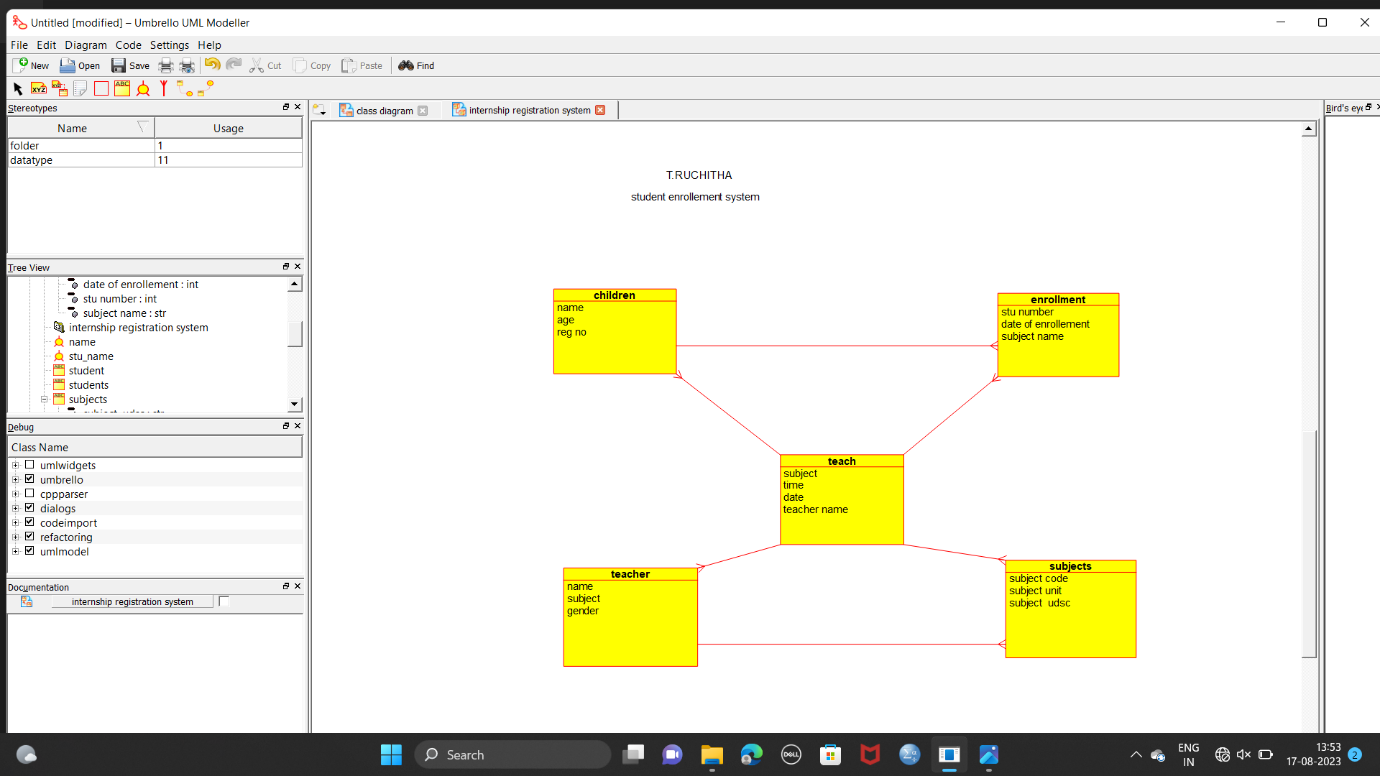 Untitled [modified] – Umbrello UML Modeller
File Edit Diagram Code Settings Help
New Open Save Cut Copy Paste Find
Stereotypes
Name Usage
folder 1
datatype 11
Tree View
date of enrollement : int
stu number : int
subject name : str
internship registration system
name
stu_name
student
students
subjects
Debug
Class Name
umlwidgets
umbrello
cppparser
dialogs
codeimport
refactoring
umlmodel
Documentation
internship registration system
class diagram internship registration system
Bird's eye
T.RUCHITHA
student enrollement system
children
name
age
reg no
enrollment
stu number
date of enrollement
subject name
teach
subject
time
date
teacher name
teacher
name
subject
gender
subjects
subject code
subject unit
subject udsc
Search
DELL
ENG
IN
13:53
17-08-2023
2